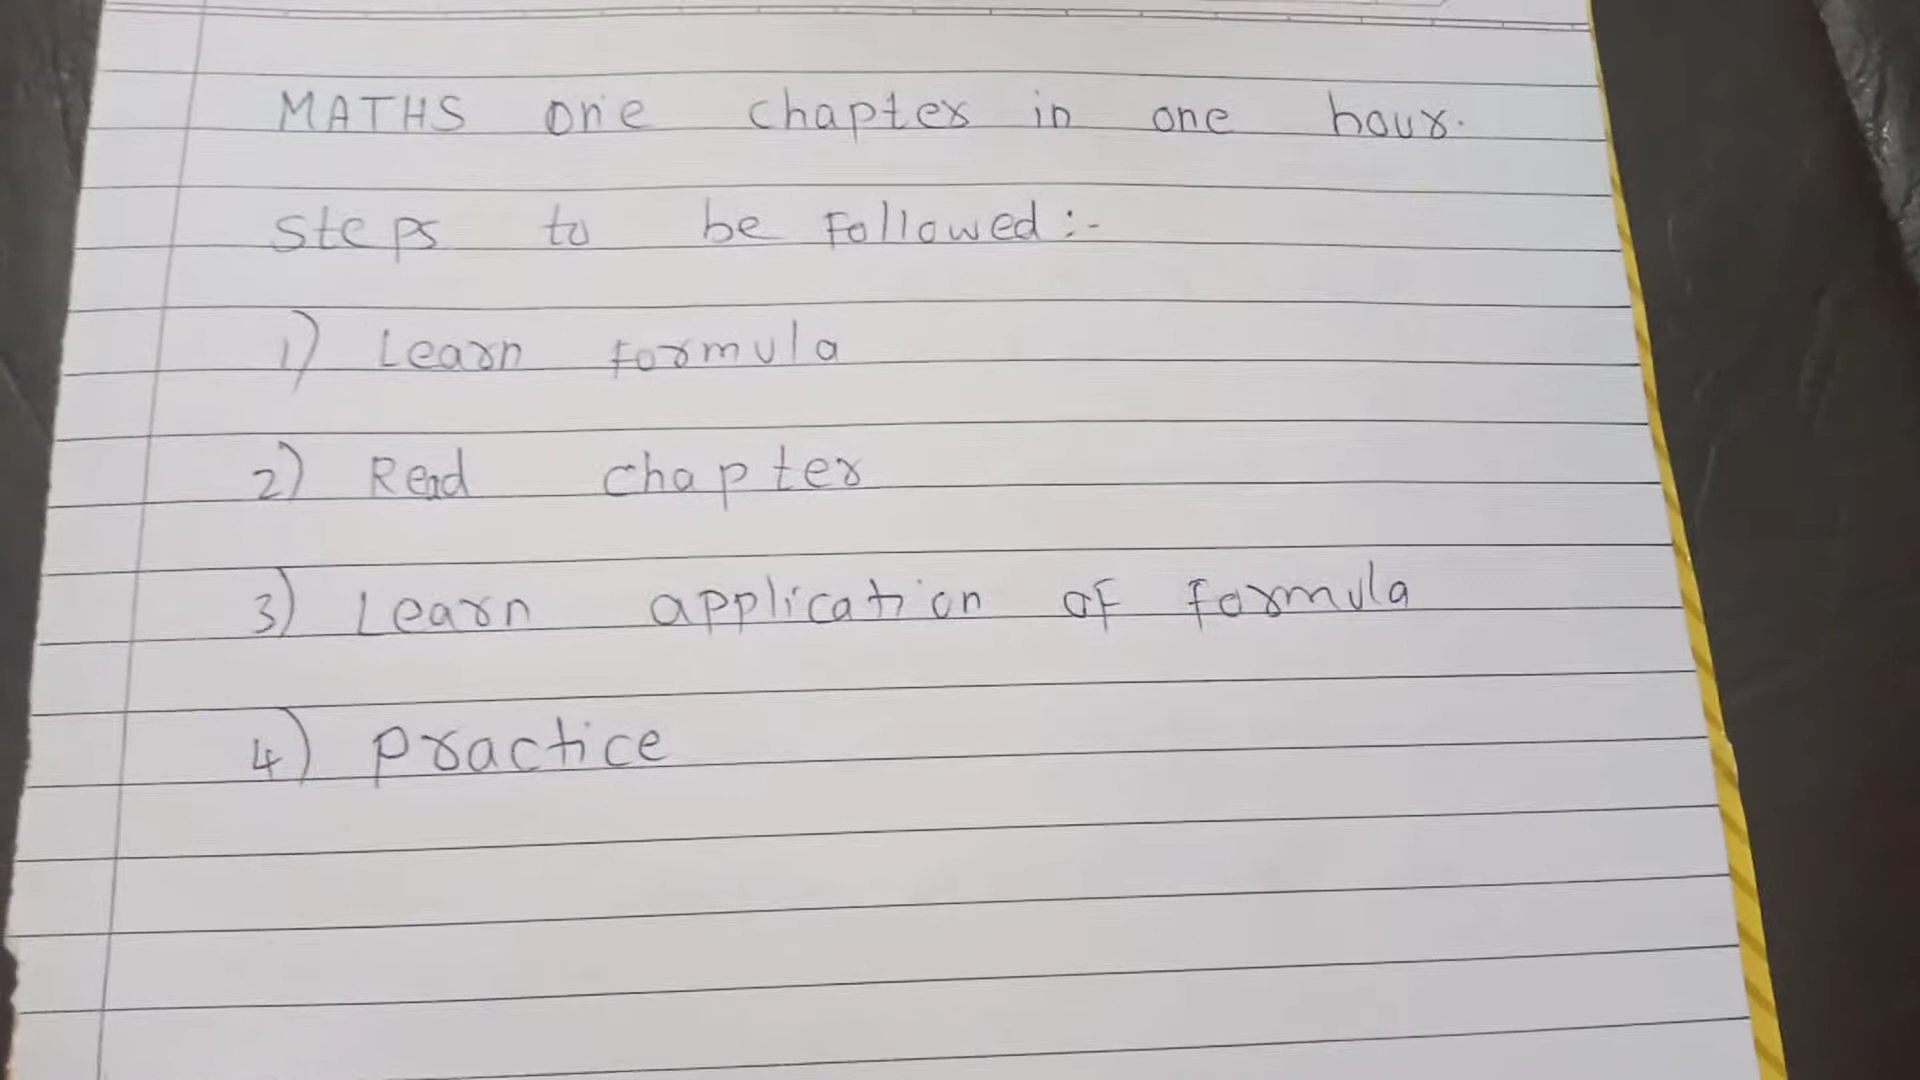 MATHS one chapter in one hour.
steps to be Followed :-
1) Learn formula
2) Read chapter
3) Learn application of formula
4) practice